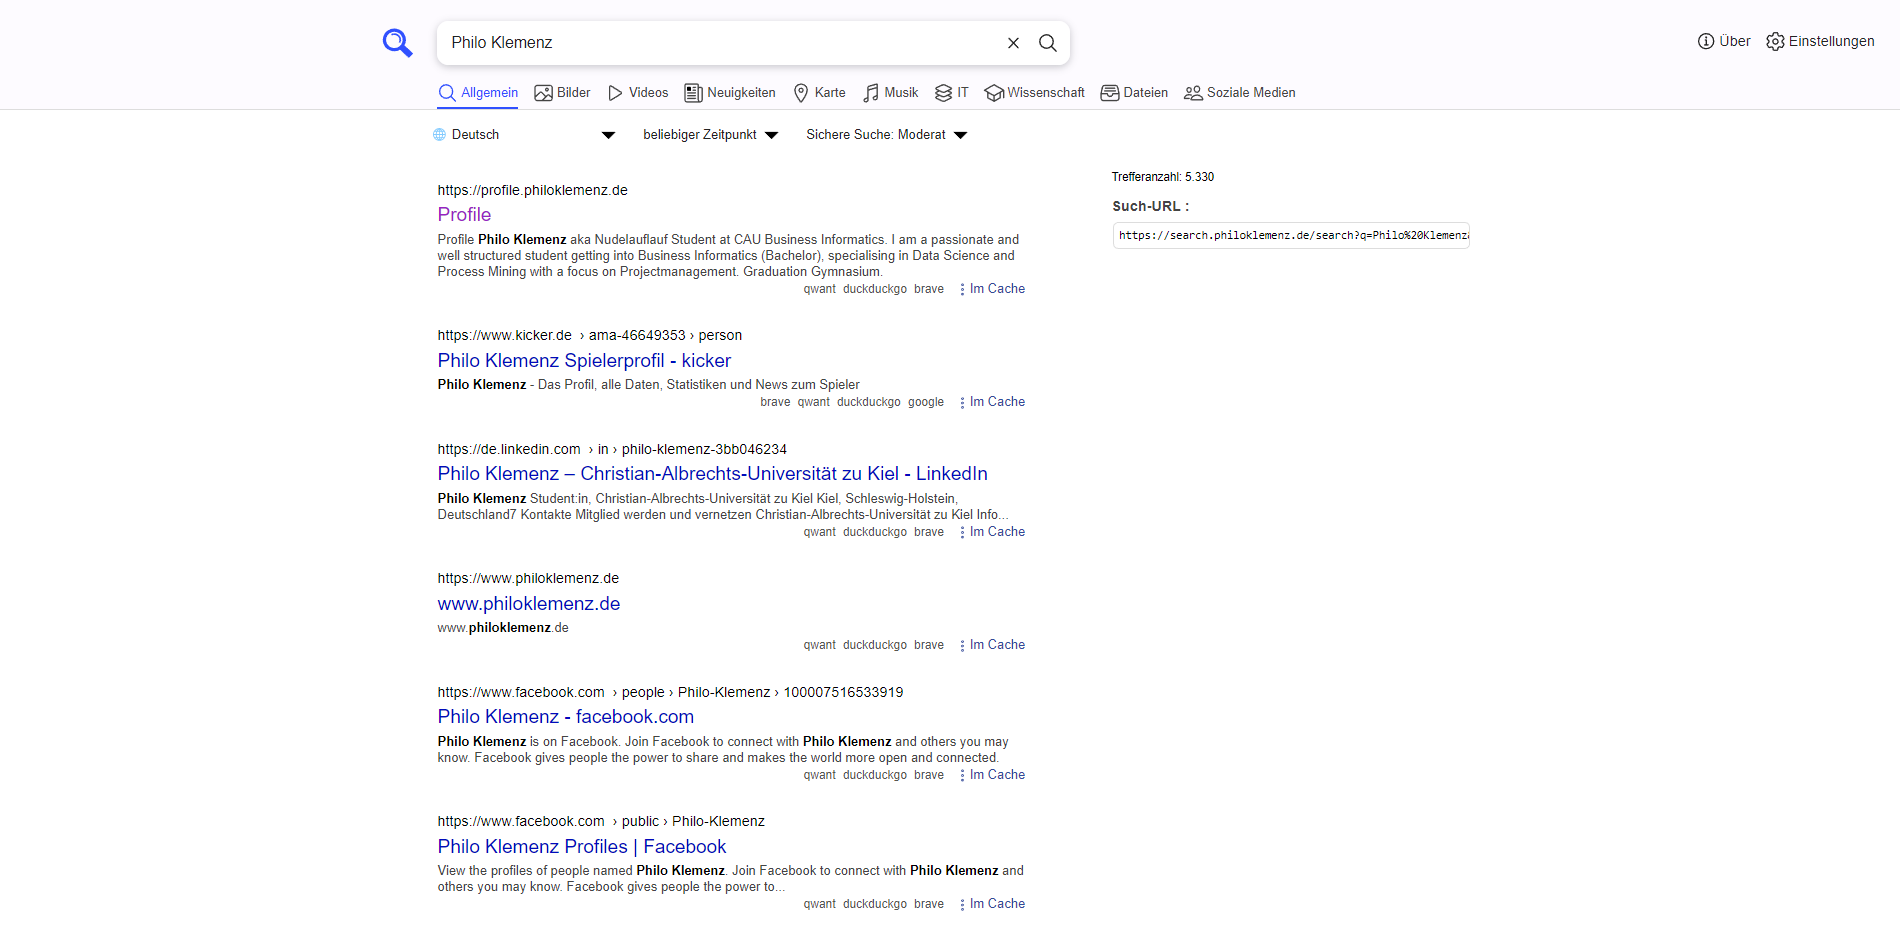 Philo Klemenz
Über Einstellungen
Allgemein Bilder Videos Neuigkeiten Karte Musik IT Wissenschaft Dateien Soziale Medien
Deutsch beliebiger Zeitpunkt Sichere Suche: Moderat
https://profile.philoklemenz.de
Profile
Profile Philo Klemenz aka Nudelauflauf Student at CAU Business Informatics. I am a passionate and
well structured student getting into Business Informatics (Bachelor), specialising in Data Science and
Process Mining with a focus on Projectmanagement. Graduation Gymnasium.
qwant duckduckgo brave Im Cache
https://www.kicker.de › ama-46649353 › person
Philo Klemenz Spielerprofil - kicker
Philo Klemenz - Das Profil, alle Daten, Statistiken und News zum Spieler
brave qwant duckduckgo google Im Cache
https://de.linkedin.com › in › philo-klemenz-3bb046234
Philo Klemenz – Christian-Albrechts-Universität zu Kiel - LinkedIn
Philo Klemenz Student:in, Christian-Albrechts-Universität zu Kiel Kiel, Schleswig-Holstein,
Deutschland7 Kontakte Mitglied werden und vernetzen Christian-Albrechts-Universität zu Kiel Info...
qwant duckduckgo brave Im Cache
https://www.philoklemenz.de
www.philoklemenz.de
www.philoklemenz.de
qwant duckduckgo brave Im Cache
https://www.facebook.com › people › Philo-Klemenz › 100007516533919
Philo Klemenz - facebook.com
Philo Klemenz is on Facebook. Join Facebook to connect with Philo Klemenz and others you may
know. Facebook gives people the power to share and makes the world more open and connected.
qwant duckduckgo brave Im Cache
https://www.facebook.com › public › Philo-Klemenz
Philo Klemenz Profiles | Facebook
View the profiles of people named Philo Klemenz. Join Facebook to connect with Philo Klemenz and
others you may know. Facebook gives people the power to...
qwant duckduckgo brave Im Cache
Trefferanzahl: 5.330
Such-URL :
https://search.philoklemenz.de/search?q=Philo%20Klemenz